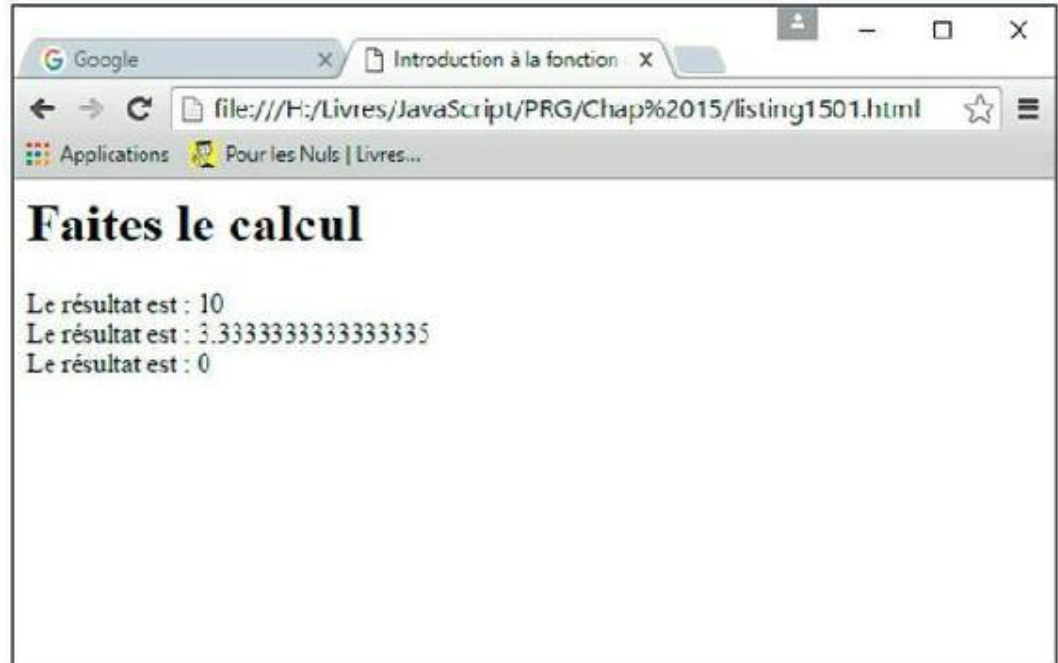 Google
Introduction à la fonction
file:///H:/Livres/JavaScript/PRG/Chap%2015/listing1501.html
Applications Pour les Nuls | Livres...
Faites le calcul
Le résultat est : 10
Le résultat est : 3.3333333333333335
Le résultat est : 0